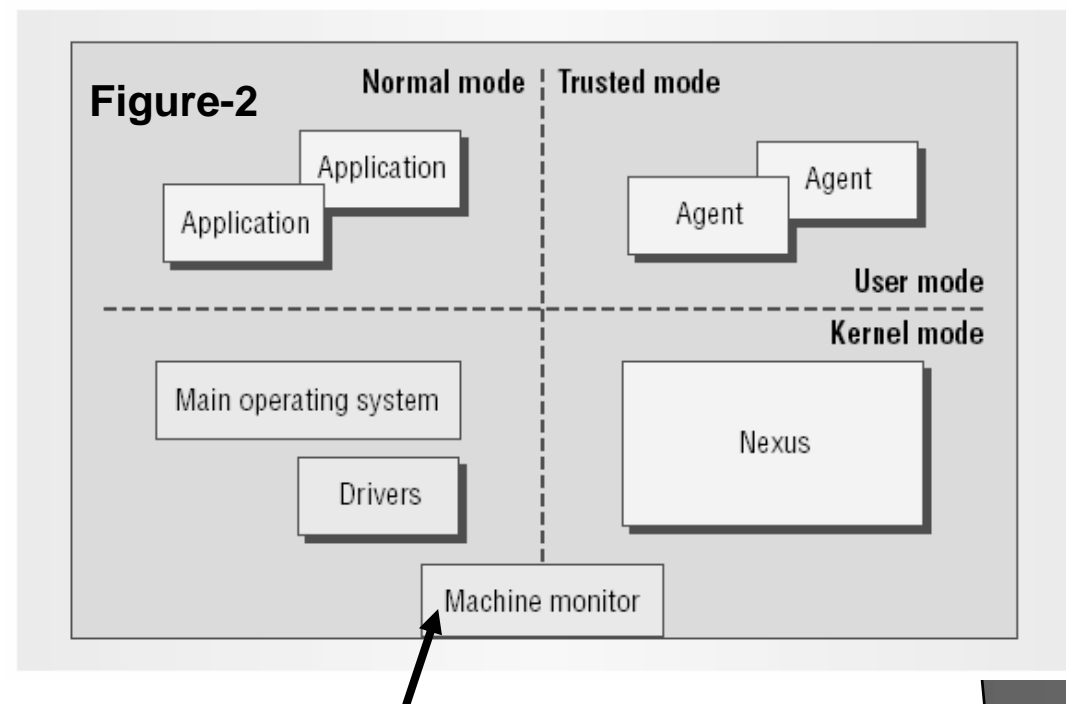 Normal mode
Trusted mode
Figure-2
Application
Application
Agent
Agent
User mode
Kernel mode
Main operating system
Nexus
Drivers
Machine monitor